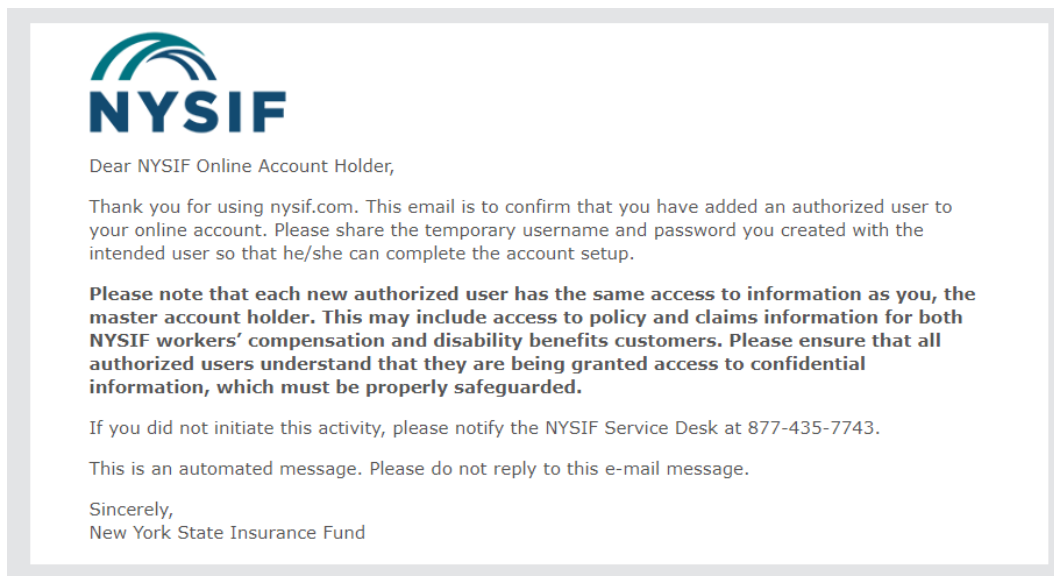 NYSIF
Dear NYSIF Online Account Holder,
Thank you for using nysif.com. This email is to confirm that you have added an authorized user to
your online account. Please share the temporary username and password you created with the
intended user so that he/she can complete the account setup.
Please note that each new authorized user has the same access to information as you, the
master account holder. This may include access to policy and claims information for both
NYSIF workers’ compensation and disability benefits customers. Please ensure that all
authorized users understand that they are being granted access to confidential
information, which must be properly safeguarded.
If you did not initiate this activity, please notify the NYSIF Service Desk at 877-435-7743.
This is an automated message. Please do not reply to this e-mail message.
Sincerely,
New York State Insurance Fund